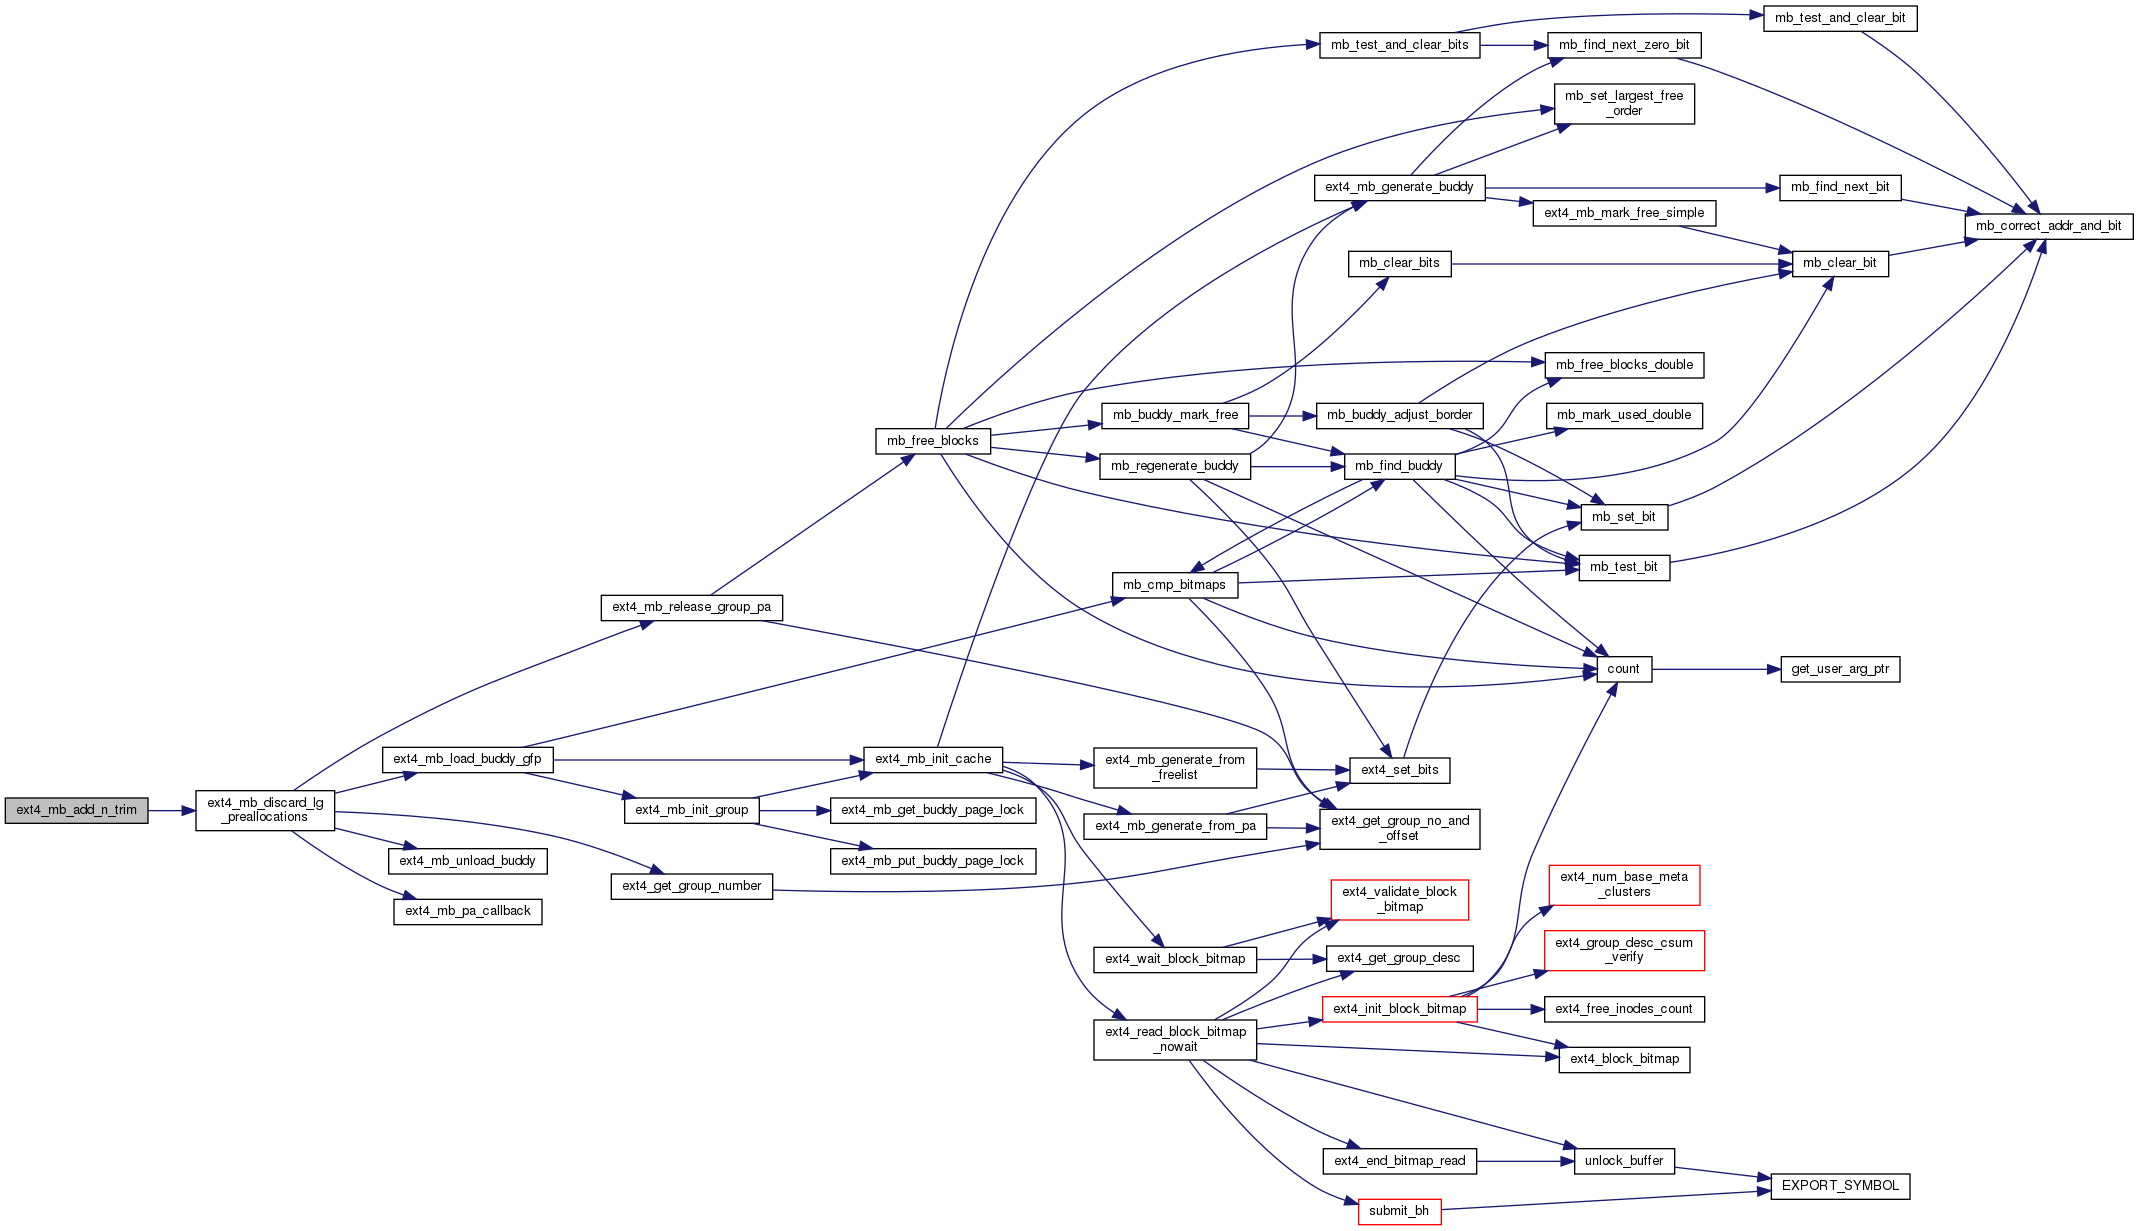 mb_test_and_clear_bit
mb_test_and_clear_bits
mb_find_next_zero_bit
mb_set_largest_free
_order
ext4_mb_generate_buddy
mb_find_next_bit
ext4_mb_mark_free_simple
mb_correct_addr_and_bit
mb_clear_bits
mb_clear_bit
mb_free_blocks_double
mb_buddy_mark_free
mb_buddy_adjust_border
mb_mark_used_double
mb_free_blocks
mb_regenerate_buddy
mb_find_buddy
mb_set_bit
mb_test_bit
mb_cmp_bitmaps
ext4_mb_release_group_pa
count
get_user_arg_ptr
ext4_mb_load_buddy_gfp
ext4_mb_init_cache
ext4_mb_generate_from
_freelist
ext4_set_bits
ext4_mb_add_n_trim
ext4_mb_discard_lg
_preallocations
ext4_mb_init_group
ext4_mb_get_buddy_page_lock
ext4_mb_generate_from_pa
ext4_get_group_no_and
_offset
ext4_mb_unload_buddy
ext4_mb_put_buddy_page_lock
ext4_get_group_number
ext4_num_base_meta
_clusters
ext4_validate_block
_bitmap
ext4_mb_pa_callback
ext4_group_desc_csum
_verify
ext4_wait_block_bitmap
ext4_get_group_desc
ext4_init_block_bitmap
ext4_free_inodes_count
ext4_read_block_bitmap
_nowait
ext4_block_bitmap
ext4_end_bitmap_read
unlock_buffer
EXPORT_SYMBOL
submit_bh